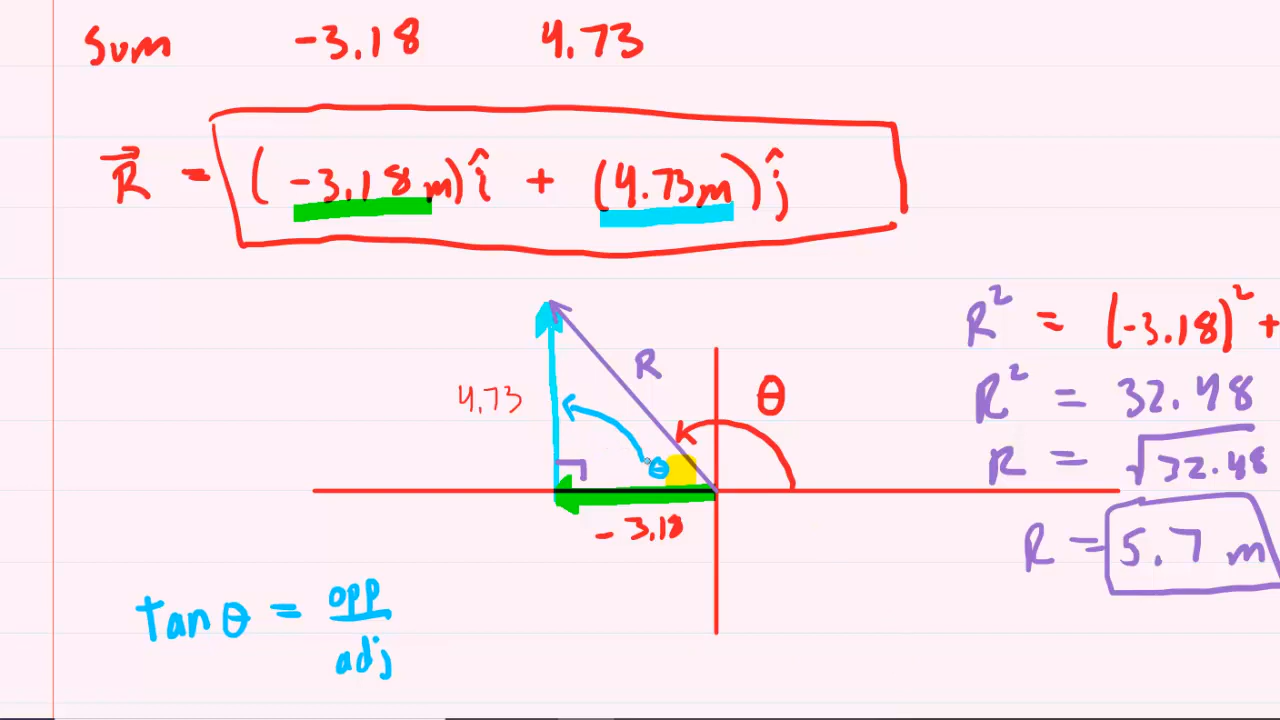 Sum -3.18 4.73
R⃗ = (-3.18m)î + (4.73m)ĵ
R² = (-3.18)² +
R
4.73
θ
R² = 32.48
θ
R = √32.48
-3.18
R = 5.7 m
tan θ = opp/adj